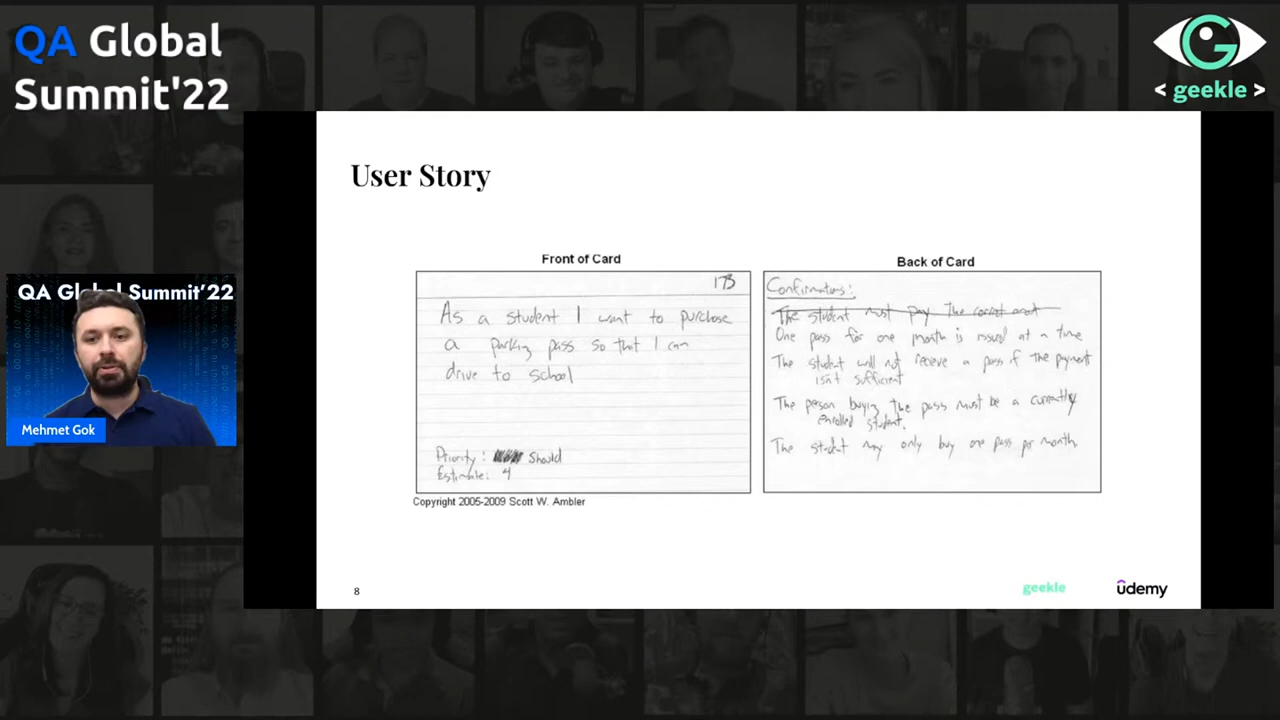 QA Global
Summit'22
< geekle >
User Story
Front of Card
173
As a student I want to purchase
a parking pass so that I can
drive to school
Priority: Should
Estimate: 4
Copyright 2005-2009 Scott W. Ambler
Back of Card
Confirmations:
The student must pay the correct amt
One pass for one month is issued at a time
The student will not receive a pass if the payment
isn't sufficient
The person buying the pass must be a currently
enrolled student.
The student may only buy one pass per month
QA Global Summit'22
Mehmet Gok
8
geekle
udemy